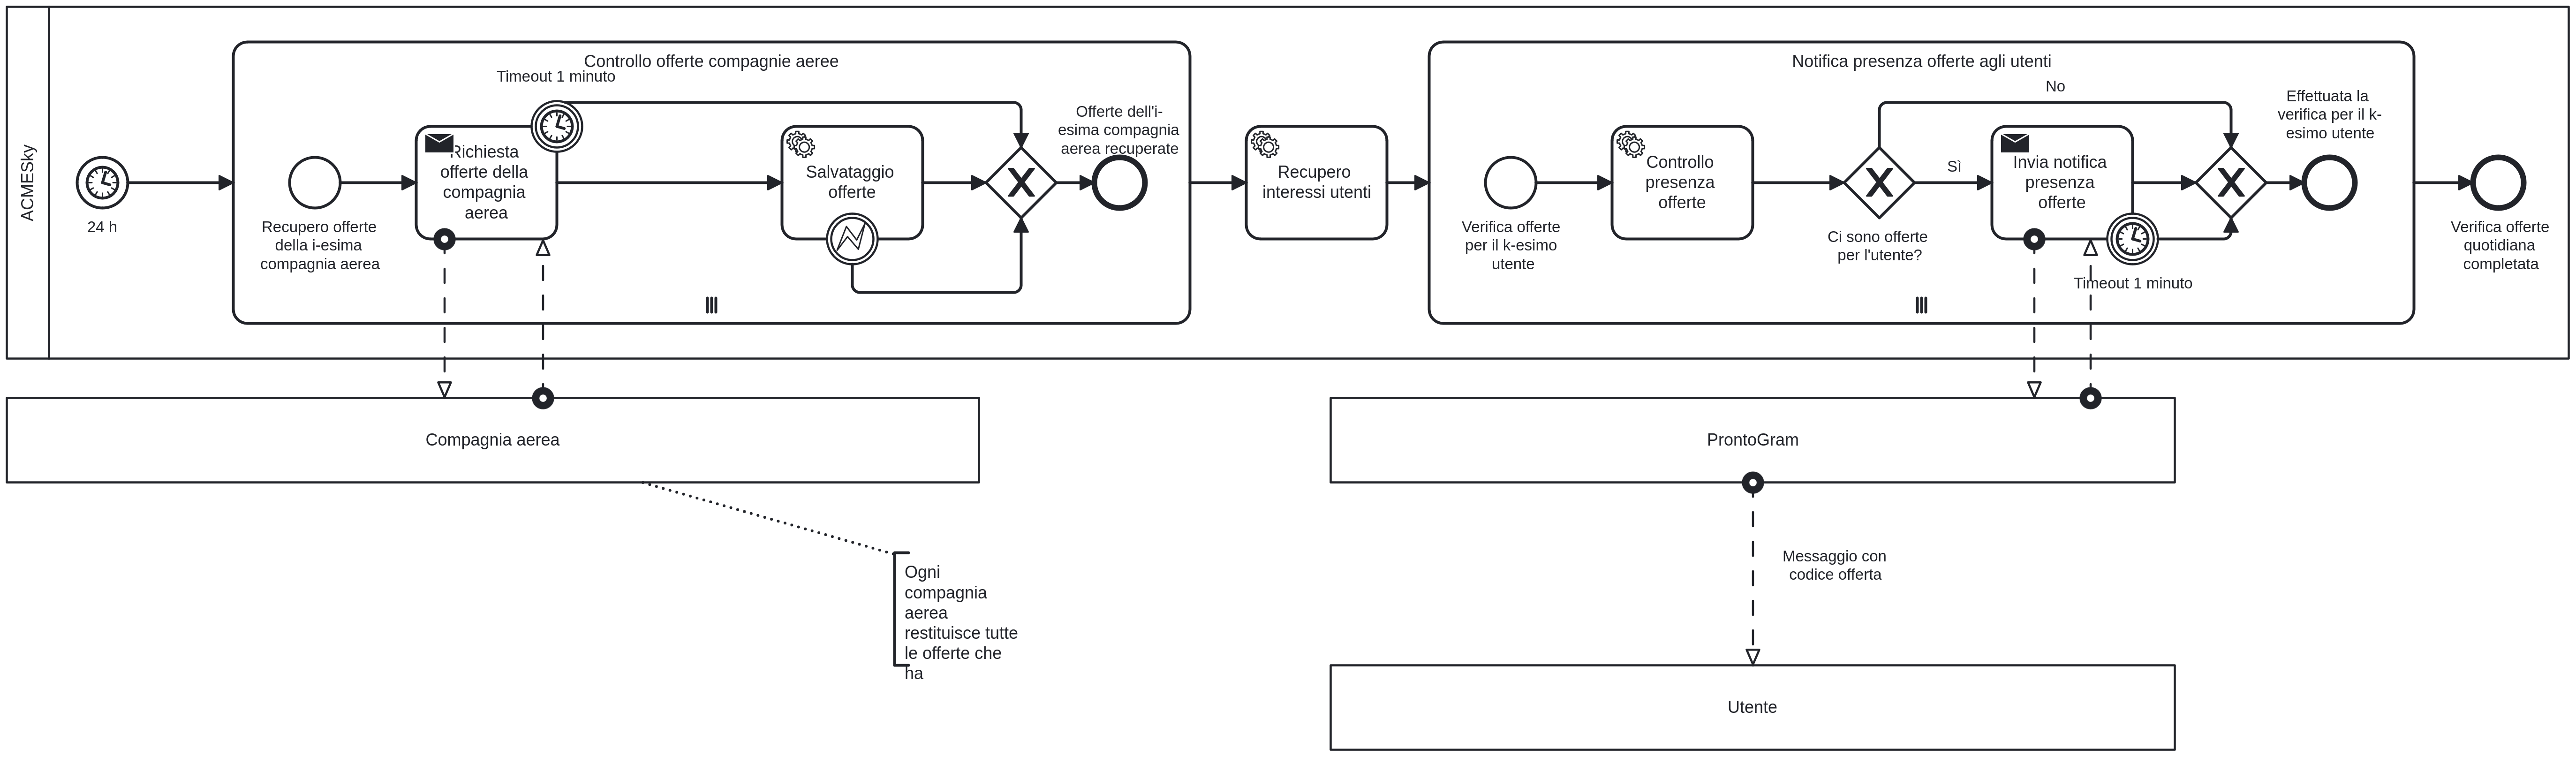 ACMESky
24 h
Controllo offerte compagnie aeree
Timeout 1 minuto
Recupero offerte
della i-esima
compagnia aerea
Richiesta
offerte della
compagnia
aerea
Salvataggio
offerte
Offerte dell'i-
esima compagnia
aerea recuperate
Recupero
interessi utenti
Notifica presenza offerte agli utenti
Verifica offerte
per il k-esimo
utente
Controllo
presenza
offerte
Ci sono offerte
per l'utente?
No
Sì
Invia notifica
presenza
offerte
Timeout 1 minuto
Effettuata la
verifica per il k-
esimo utente
Verifica offerte
quotidiana
completata
Compagnia aerea
Ogni
compagnia
aerea
restituisce tutte
le offerte che
ha
ProntoGram
Messaggio con
codice offerta
Utente